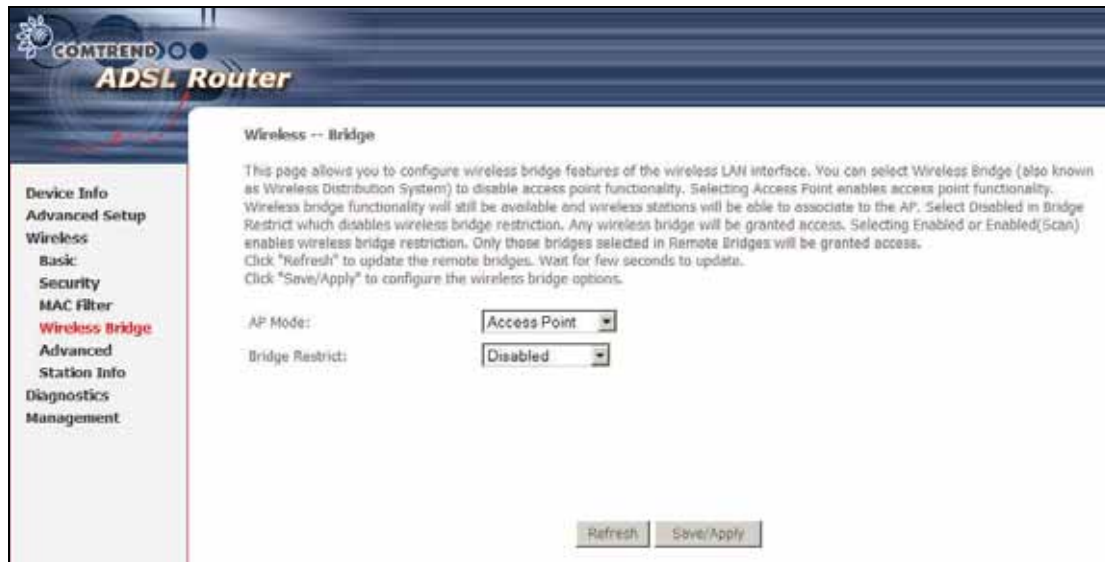 COMTREND
ADSL Router
Device Info
Advanced Setup
Wireless
Basic
Security
MAC Filter
Wireless Bridge
Advanced
Station Info
Diagnostics
Management
Wireless -- Bridge
This page allows you to configure wireless bridge features of the wireless LAN interface. You can select Wireless Bridge (also known
as Wireless Distribution System) to disable access point functionality. Selecting Access Point enables access point functionality.
Wireless bridge functionality will still be available and wireless stations will be able to associate to the AP. Select Disabled in Bridge
Restrict which disables wireless bridge restriction. Any wireless bridge will be granted access. Selecting Enabled or Enabled(Scan)
enables wireless bridge restriction. Only those bridges selected in Remote Bridges will be granted access.
Click "Refresh" to update the remote bridges. Wait for few seconds to update.
Click "Save/Apply" to configure the wireless bridge options.
AP Mode: Access Point
Bridge Restrict: Disabled
Refresh Save/Apply